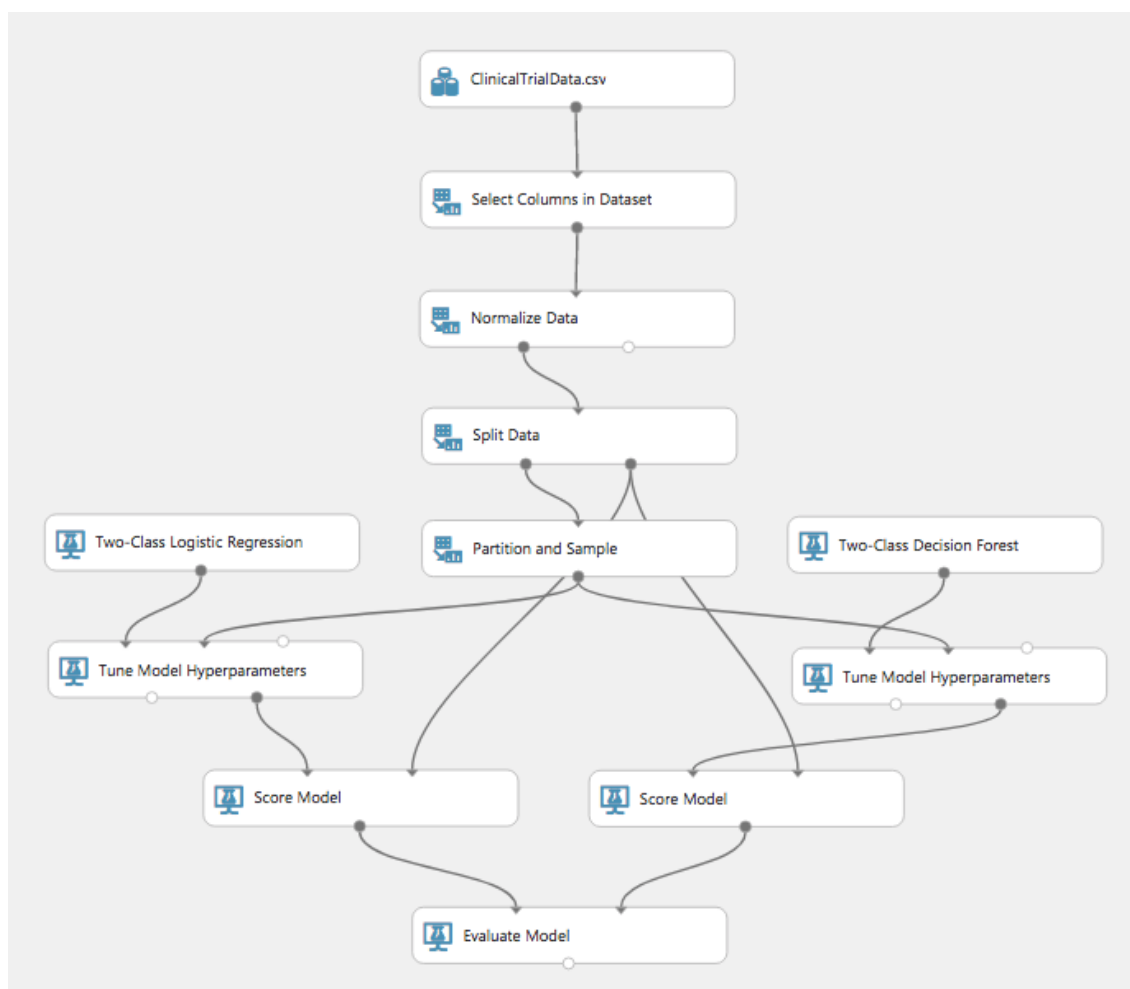 ClinicalTrialData.csv
Select Columns in Dataset
Normalize Data
Split Data
Two-Class Logistic Regression
Partition and Sample
Two-Class Decision Forest
Tune Model Hyperparameters
Tune Model Hyperparameters
Score Model
Score Model
Evaluate Model